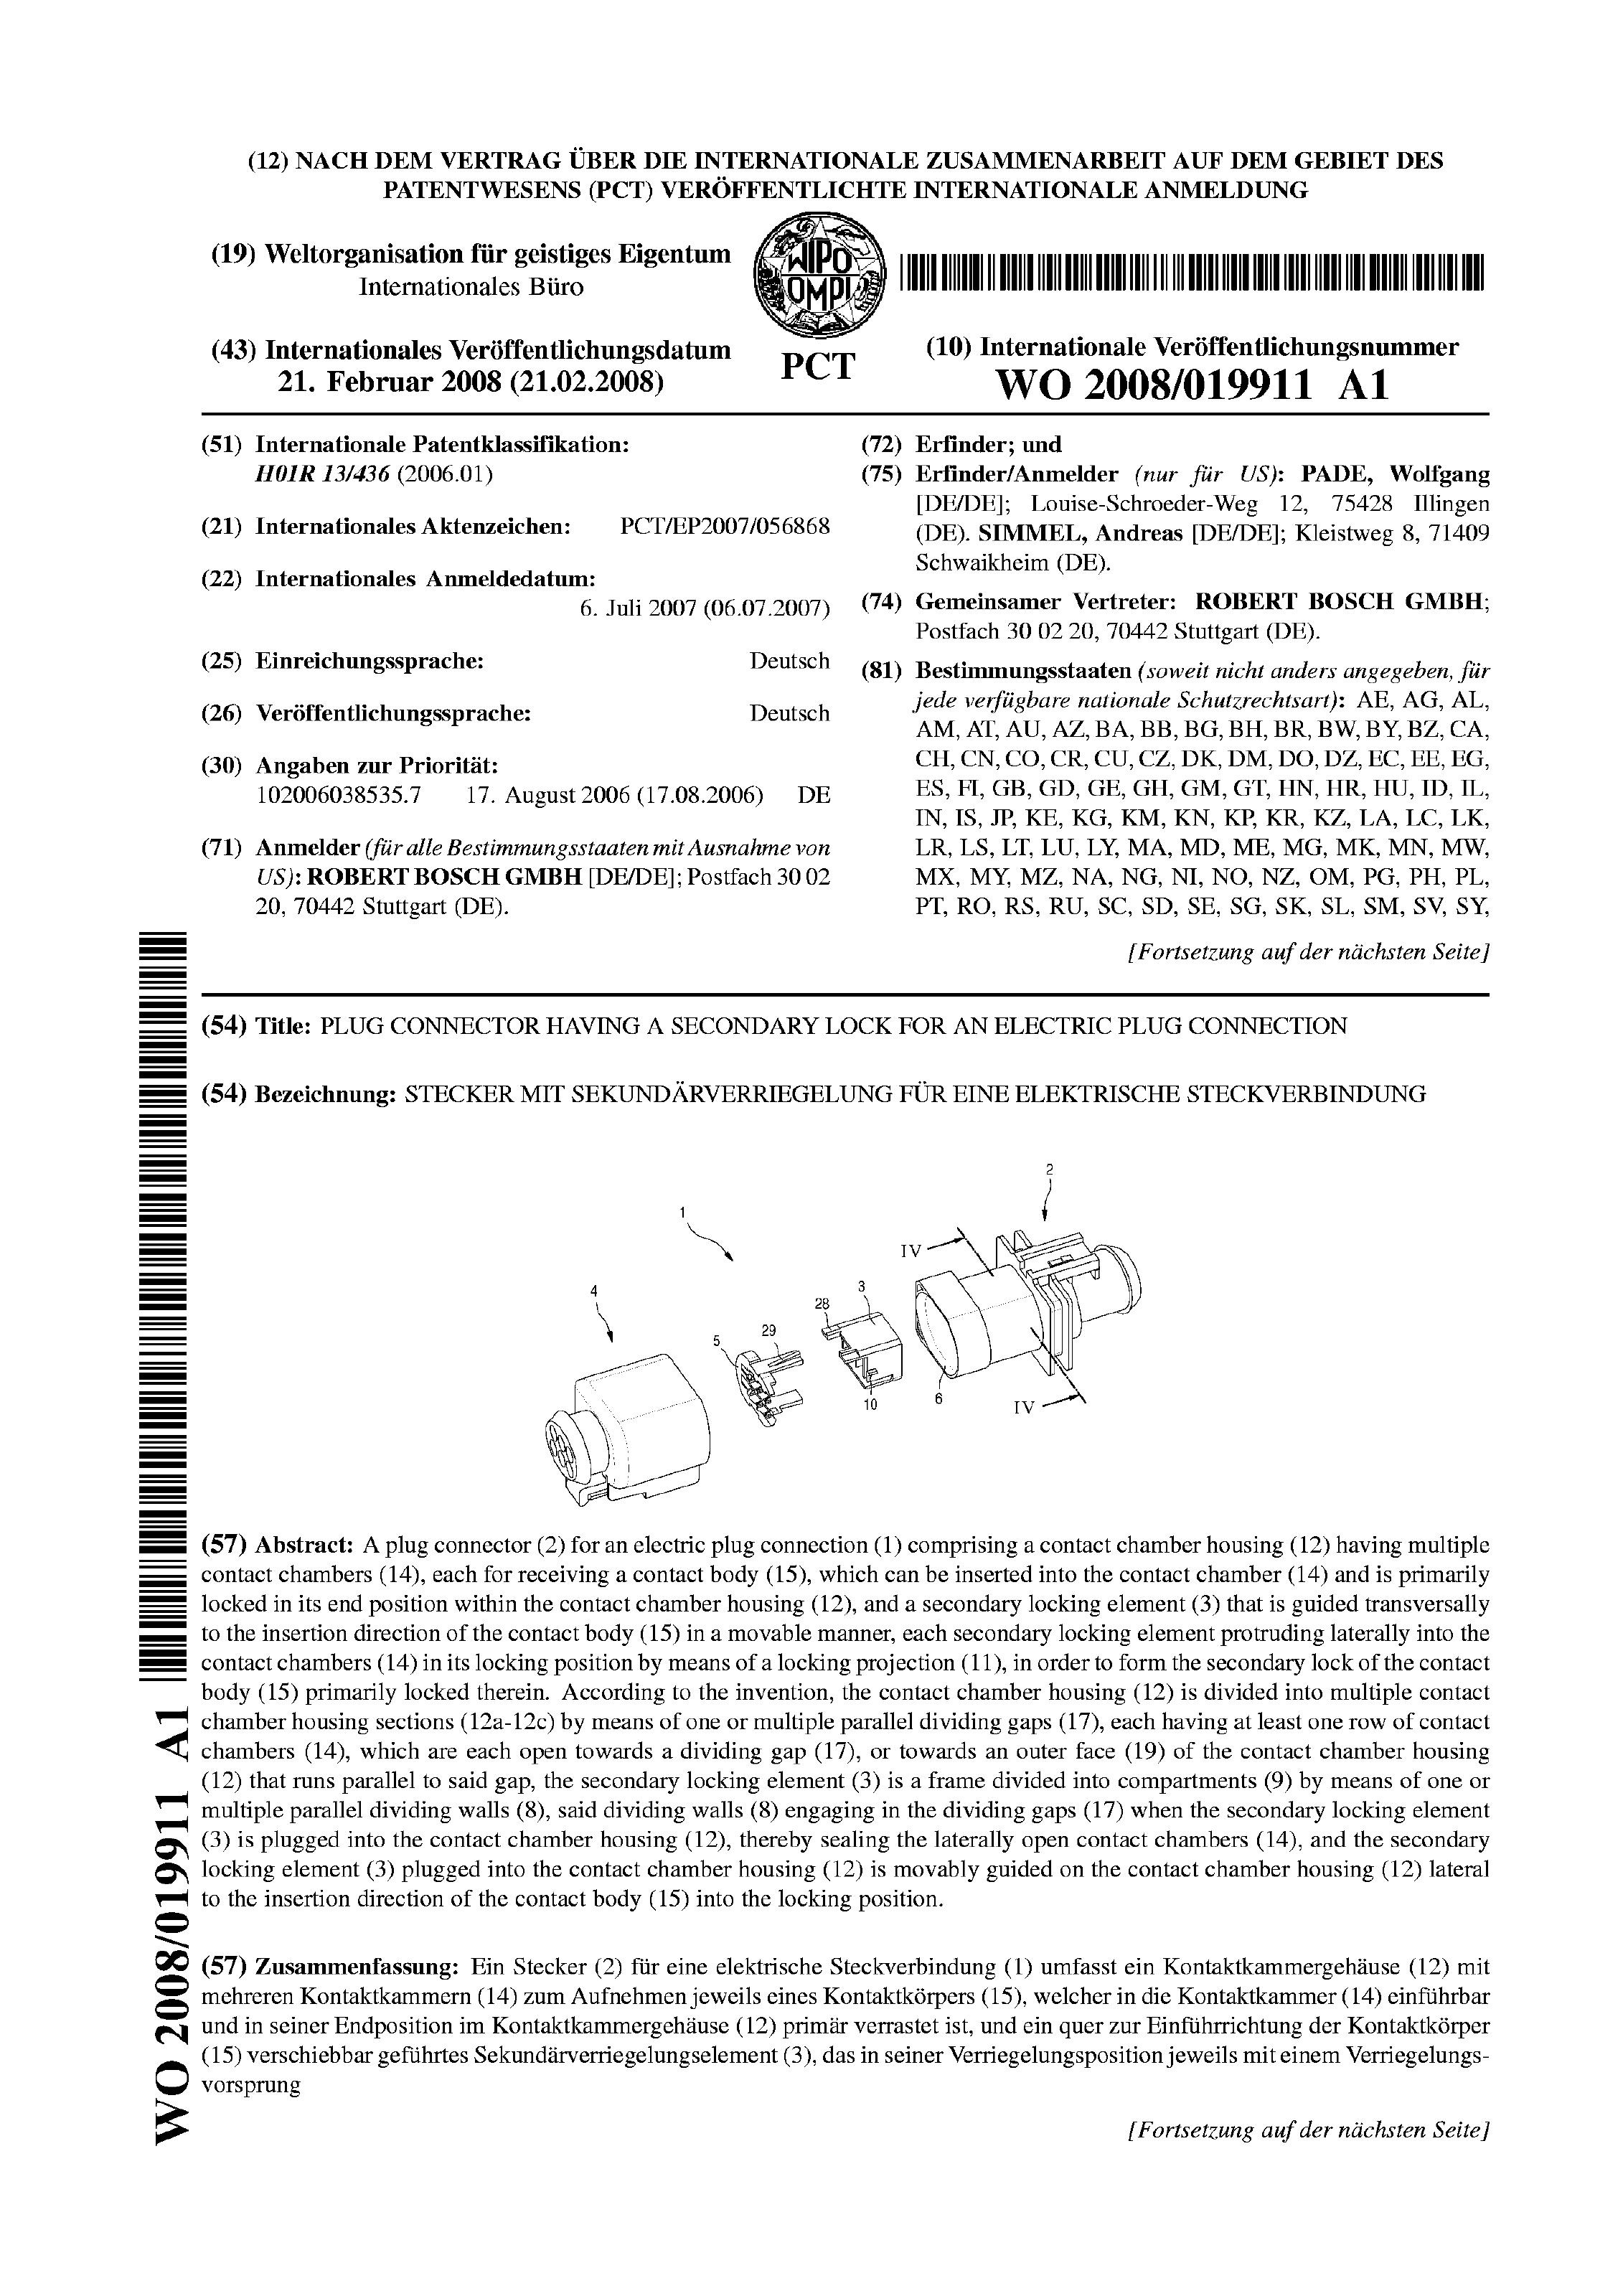 (12) NACH DEM VERTRAG ÜBER DIE INTERNATIONALE ZUSAMMENARBEIT AUF DEM GEBIET DES
PATENTWESENS (PCT) VERÖFFENTLICHTE INTERNATIONALE ANMELDUNG
(19) Weltorganisation für geistiges Eigentum
Internationales Büro
(43) Internationales Veröffentlichungsdatum
21. Februar 2008 (21.02.2008)
WIPO
OMPI
PCT
(10) Internationale Veröffentlichungsnummer
WO 2008/019911 A1
(51) Internationale Patentklassifikation:
H01R 13/436 (2006.01)
(21) Internationales Aktenzeichen: PCT/EP2007/056868
(22) Internationales Anmeldedatum:
6. Juli 2007 (06.07.2007)
(25) Einreichungssprache: Deutsch
(26) Veröffentlichungssprache: Deutsch
(30) Angaben zur Priorität:
102006038535.7 17. August 2006 (17.08.2006) DE
(71) Anmelder (für alle Bestimmungsstaaten mit Ausnahme von
US): ROBERT BOSCH GMBH [DE/DE]; Postfach 30 02
20, 70442 Stuttgart (DE).
(72) Erfinder; und
(75) Erfinder/Anmelder (nur für US): PADE, Wolfgang
[DE/DE]; Louise-Schroeder-Weg 12, 75428 Illingen
(DE). SIMMEL, Andreas [DE/DE]; Kleistweg 8, 71409
Schwaikheim (DE).
(74) Gemeinsamer Vertreter: ROBERT BOSCH GMBH;
Postfach 30 02 20, 70442 Stuttgart (DE).
(81) Bestimmungsstaaten (soweit nicht anders angegeben, für
jede verfügbare nationale Schutzrechtsart): AE, AG, AL,
AM, AT, AU, AZ, BA, BB, BG, BH, BR, BW, BY, BZ, CA,
CH, CN, CO, CR, CU, CZ, DK, DM, DO, DZ, EC, EE, EG,
ES, FI, GB, GD, GE, GH, GM, GT, HN, HR, HU, ID, IL,
IN, IS, JP, KE, KG, KM, KN, KP, KR, KZ, LA, LC, LK,
LR, LS, LT, LU, LY, MA, MD, ME, MG, MK, MN, MW,
MX, MY, MZ, NA, NG, NI, NO, NZ, OM, PG, PH, PL,
PT, RO, RS, RU, SC, SD, SE, SG, SK, SL, SM, SV, SY,
[Fortsetzung auf der nächsten Seite]
(54) Title: PLUG CONNECTOR HAVING A SECONDARY LOCK FOR AN ELECTRIC PLUG CONNECTION
(54) Bezeichnung: STECKER MIT SEKUNDÄRVERRIEGELUNG FÜR EINE ELEKTRISCHE STECKVERBINDUNG
2
1
IV
4
3
28
29
5
10
6
IV
(57) Abstract: A plug connector (2) for an electric plug connection (1) comprising a contact chamber housing (12) having multiple
contact chambers (14), each for receiving a contact body (15), which can be inserted into the contact chamber (14) and is primarily
locked in its end position within the contact chamber housing (12), and a secondary locking element (3) that is guided transversally
to the insertion direction of the contact body (15) in a movable manner, each secondary locking element protruding laterally into the
contact chambers (14) in its locking position by means of a locking projection (11), in order to form the secondary lock of the contact
body (15) primarily locked therein. According to the invention, the contact chamber housing (12) is divided into multiple contact
chamber housing sections (12a-12c) by means of one or multiple parallel dividing gaps (17), each having at least one row of contact
chambers (14), which are each open towards a dividing gap (17), or towards an outer face (19) of the contact chamber housing
(12) that runs parallel to said gap, the secondary locking element (3) is a frame divided into compartments (9) by means of one or
multiple parallel dividing walls (8), said dividing walls (8) engaging in the dividing gaps (17) when the secondary locking element
(3) is plugged into the contact chamber housing (12), thereby sealing the laterally open contact chambers (14), and the secondary
locking element (3) plugged into the contact chamber housing (12) is movably guided on the contact chamber housing (12) lateral
to the insertion direction of the contact body (15) into the locking position.
(57) Zusammenfassung: Ein Stecker (2) für eine elektrische Steckverbindung (1) umfasst ein Kontaktkammergehäuse (12) mit
mehreren Kontaktkammern (14) zum Aufnehmen jeweils eines Kontaktkörpers (15), welcher in die Kontaktkammer (14) einführbar
und in seiner Endposition im Kontaktkammergehäuse (12) primär verrastet ist, und ein quer zur Einführrichtung der Kontaktkörper
(15) verschiebbar geführtes Sekundärverriegelungselement (3), das in seiner Verriegelungsposition jeweils mit einem Verriegelungs-
vorsprung
[Fortsetzung auf der nächsten Seite]
WO 2008/019911 A1